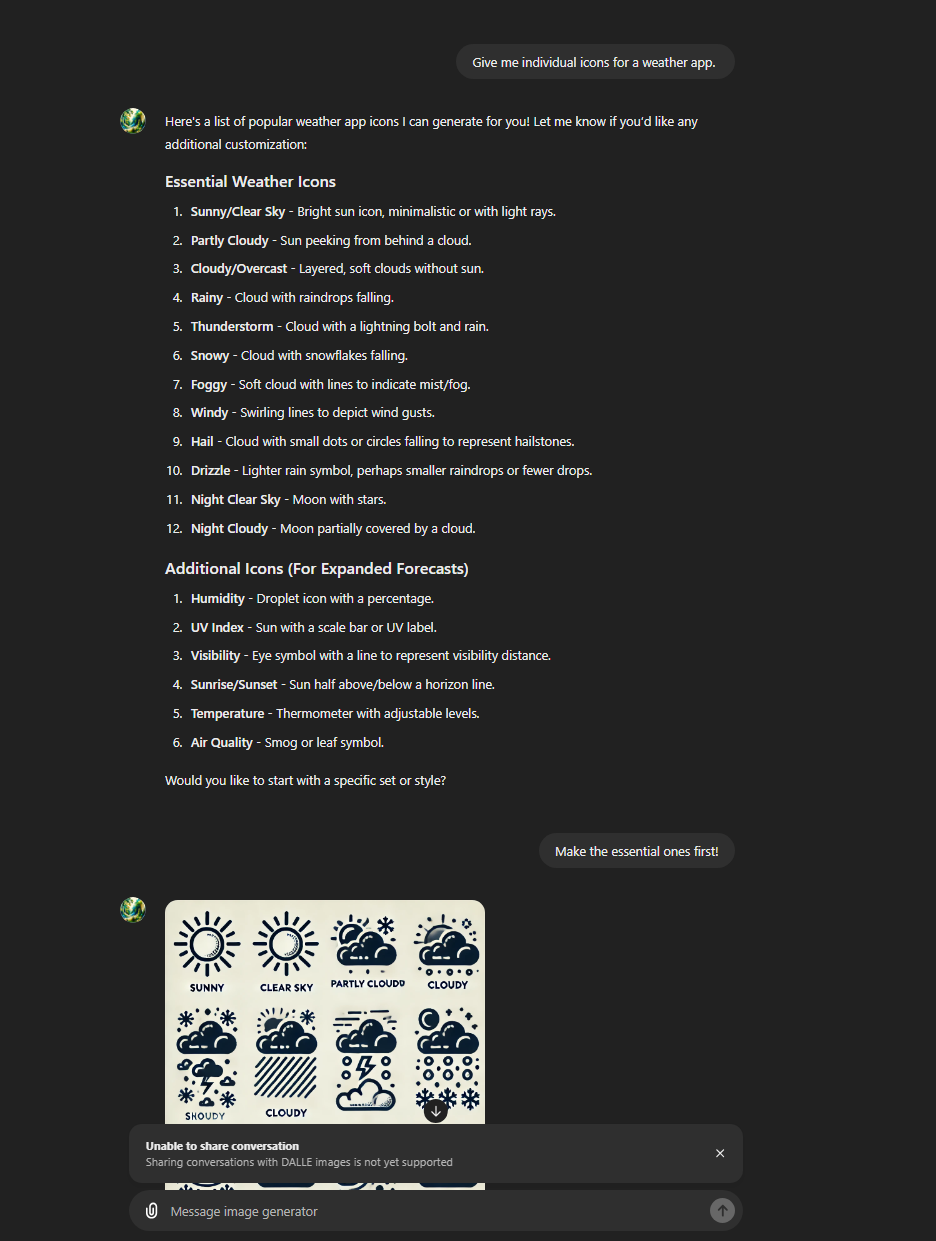 Give me individual icons for a weather app.
Here's a list of popular weather app icons I can generate for you! Let me know if you'd like any
additional customization:
Essential Weather Icons
1. Sunny/Clear Sky - Bright sun icon, minimalistic or with light rays.
2. Partly Cloudy - Sun peeking from behind a cloud.
3. Cloudy/Overcast - Layered, soft clouds without sun.
4. Rainy - Cloud with raindrops falling.
5. Thunderstorm - Cloud with a lightning bolt and rain.
6. Snowy - Cloud with snowflakes falling.
7. Foggy - Soft cloud with lines to indicate mist/fog.
8. Windy - Swirling lines to depict wind gusts.
9. Hail - Cloud with small dots or circles falling to represent hailstones.
10. Drizzle - Lighter rain symbol, perhaps smaller raindrops or fewer drops.
11. Night Clear Sky - Moon with stars.
12. Night Cloudy - Moon partially covered by a cloud.
Additional Icons (For Expanded Forecasts)
1. Humidity - Droplet icon with a percentage.
2. UV Index - Sun with a scale bar or UV label.
3. Visibility - Eye symbol with a line to represent visibility distance.
4. Sunrise/Sunset - Sun half above/below a horizon line.
5. Temperature - Thermometer with adjustable levels.
6. Air Quality - Smog or leaf symbol.
Would you like to start with a specific set or style?
Make the essential ones first!
SUNNY CLEAR SKY PARTLY CLOUDD CLOUDY
SHOUDY CLOUDY
Unable to share conversation
Sharing conversations with DALLE images is not yet supported
Message image generator